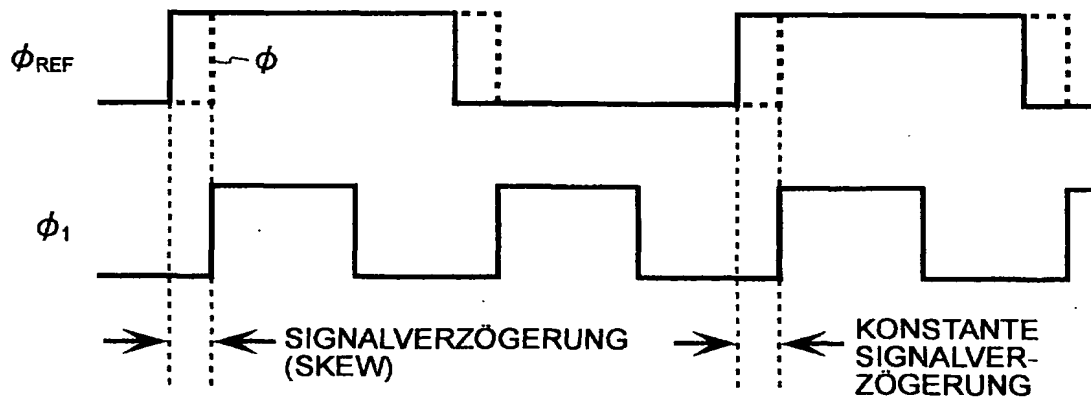 ϕREF
ϕ
ϕ1
SIGNALVERZÖGERUNG
(SKEW)
KONSTANTE
SIGNALVER-
ZÖGERUNG